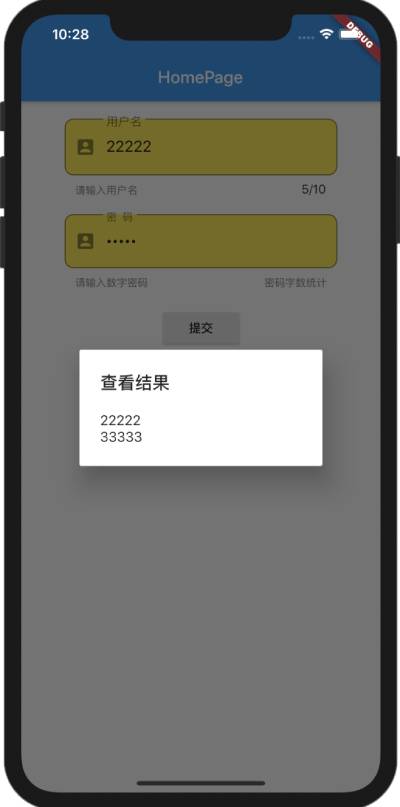 10:28
DEBUG
HomePage
用户名
22222
请输入用户名
5/10
密 码
•••••
请输入数字密码
密码字数统计
提交
查看结果
22222
33333